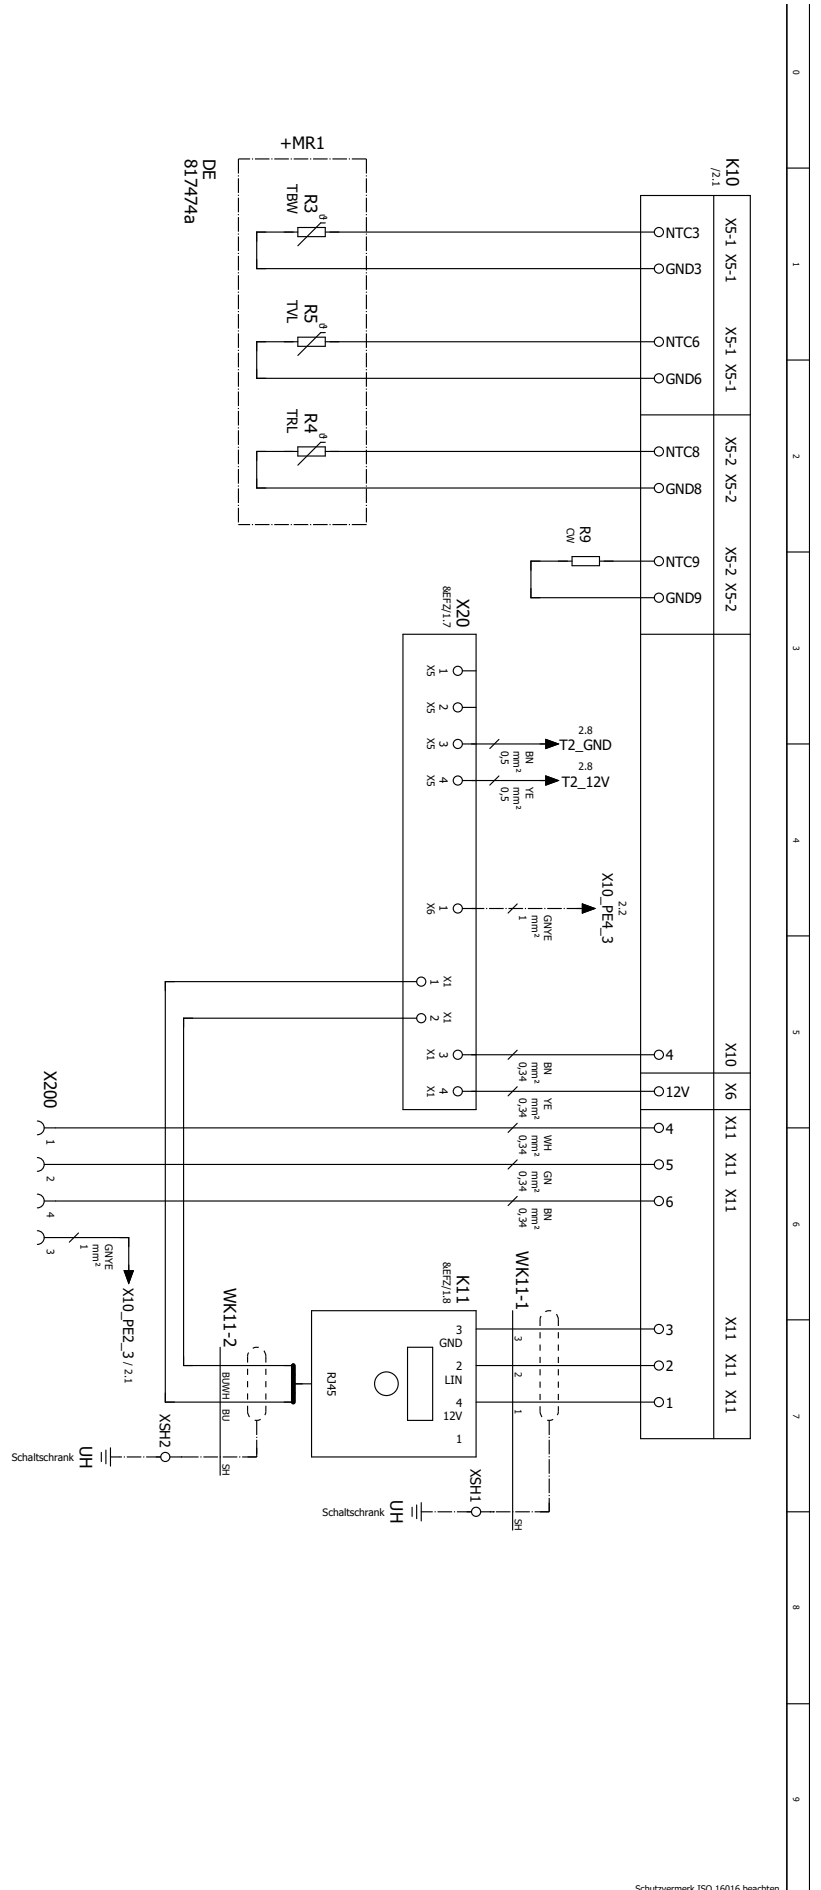 0
1
2
3
4
5
6
7
8
9
K10
/2.1
X5-1 X5-1
X5-1 X5-1
X5-2 X5-2
X5-2 X5-2
X10
X6
X11
X11
X11
X11
X11
X11
NTC3
GND3
NTC6
GND6
NTC8
GND8
NTC9
GND9
4
12V
4
5
6
3
2
1
+MR1
R3
TBW
ϑ
R5
TVL
ϑ
R4
TRL
ϑ
DE
817474a
R9
CW
X20
&EFZ/1.7
X5 1
X5 2
X5 3
X5 4
X6 1
1 X1
2 X1
X1 3
X1 4
BN
mm²
0,5
2.8
T2_GND
YE
mm²
0,5
2.8
T2_12V
GNYE
mm²
1
2.2
X10_PE4_3
BN
mm²
0,34
YE
mm²
0,34
WH
mm²
0,34
GN
mm²
0,34
BN
mm²
0,34
X200
1
2
4
3
GNYE
mm²
1
X10_PE2_3 / 2.1
K11
&EFZ/1.8
3
GND
2
LIN
4
12V
1
RJ45
WK11-1
3
2
1
SH
XSH1
UH
Schaltschrank
WK11-2
BUWH
BU
SH
XSH2
UH
Schaltschrank
Schutzvermerk ISO 16016 beachten